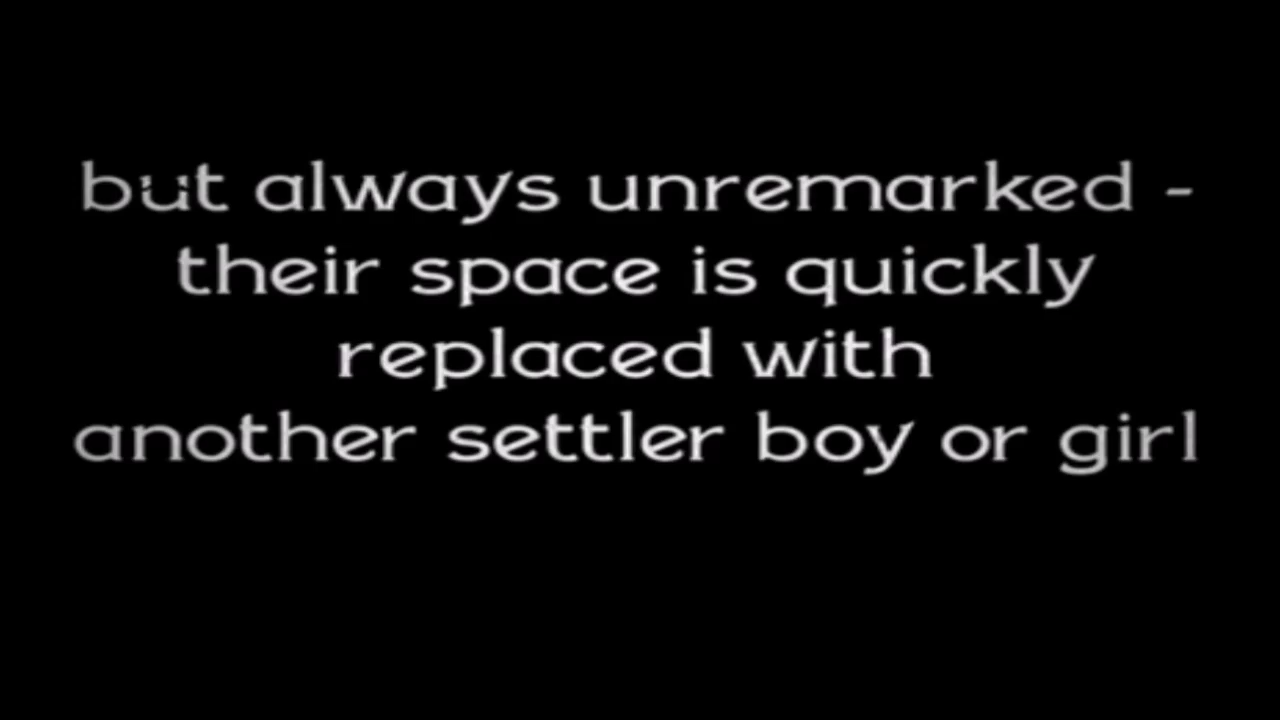 but always unremarked -
their space is quickly
replaced with
another settler boy or girl